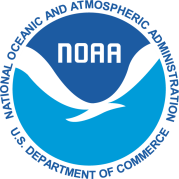 NATIONAL OCEANIC AND ATMOSPHERIC ADMINISTRATION
NOAA
U.S. DEPARTMENT OF COMMERCE